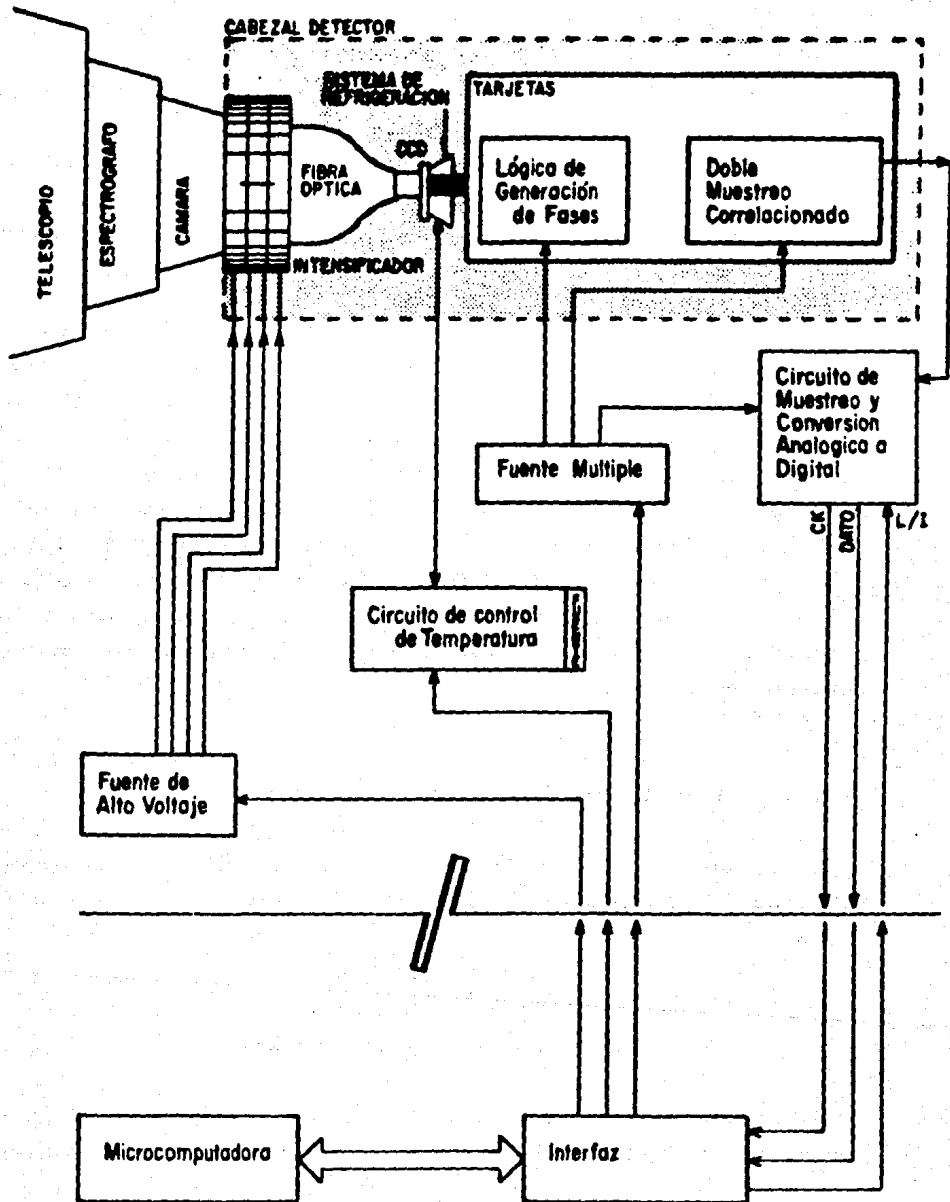 CABEZAL DETECTOR
TELESCOPIO
ESPECTROGRAFO
CAMARA
FIBRA
OPTICA
CCD
SISTEMA DE
REFRIGERACION
INTENSIFICADOR
TARJETAS
Lógica de
Generación
de Fases
Doble
Muestreo
Correlacionado
Circuito de
Muestreo y
Conversion
Analogica a
Digital
CK
DATO
L/I
Fuente Multiple
Circuito de control
de Temperatura
Fuente de
Alto Voltaje
Microcomputadora
Interfaz